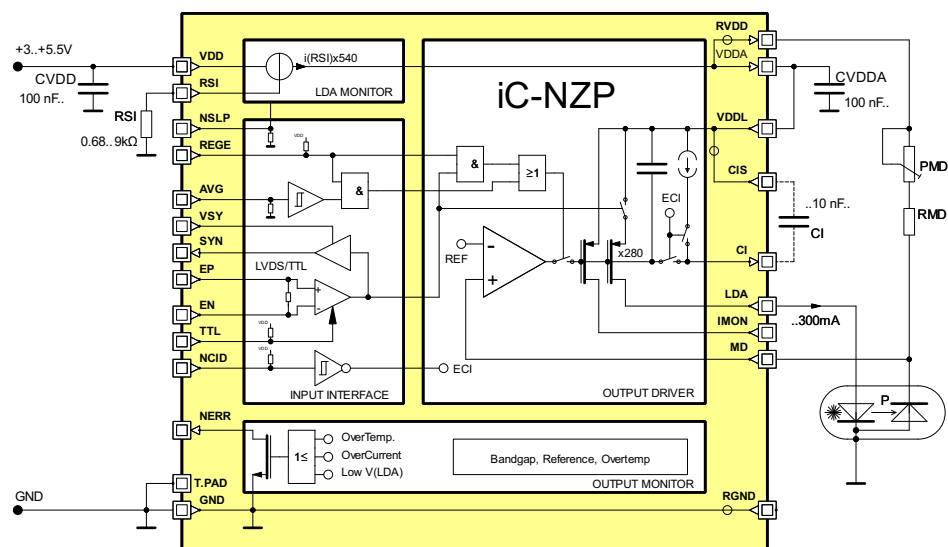 +3..+5.5V
CVDD
100 nF..
RSI
0.68..9kΩ
GND
VDD
RSI
NSLP
REGE
AVG
VSY
SYN
EP
EN
TTL
NCID
NERR
T.PAD
GND
i(RSI)x540
LDA MONITOR
VDD
&
LVDS/TTL
+
−
VDD
VDD
INPUT INTERFACE
ECI
iC-NZP
&
≥1
REF
−
+
x280
ECI
OUTPUT DRIVER
1≤
OverTemp.
OverCurrent
Low V(LDA)
Bandgap, Reference, Overtemp
OUTPUT MONITOR
RVDD
VDDA
VDDL
CIS
CI
LDA
IMON
MD
RGND
CVDDA
100 nF..
..10 nF..
CI
PMD
RMD
..300mA
P